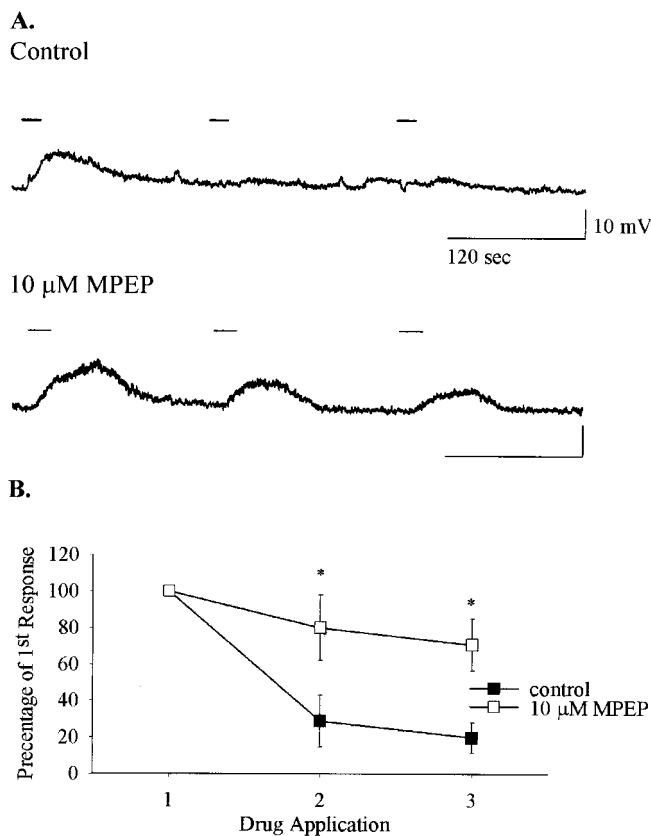 A.
Control
10 mV
120 sec
10 μM MPEP
B.
Precentage of 1st Response
120
100
80
60
40
20
0
*
*
control
10 μM MPEP
1 2 3
Drug Application